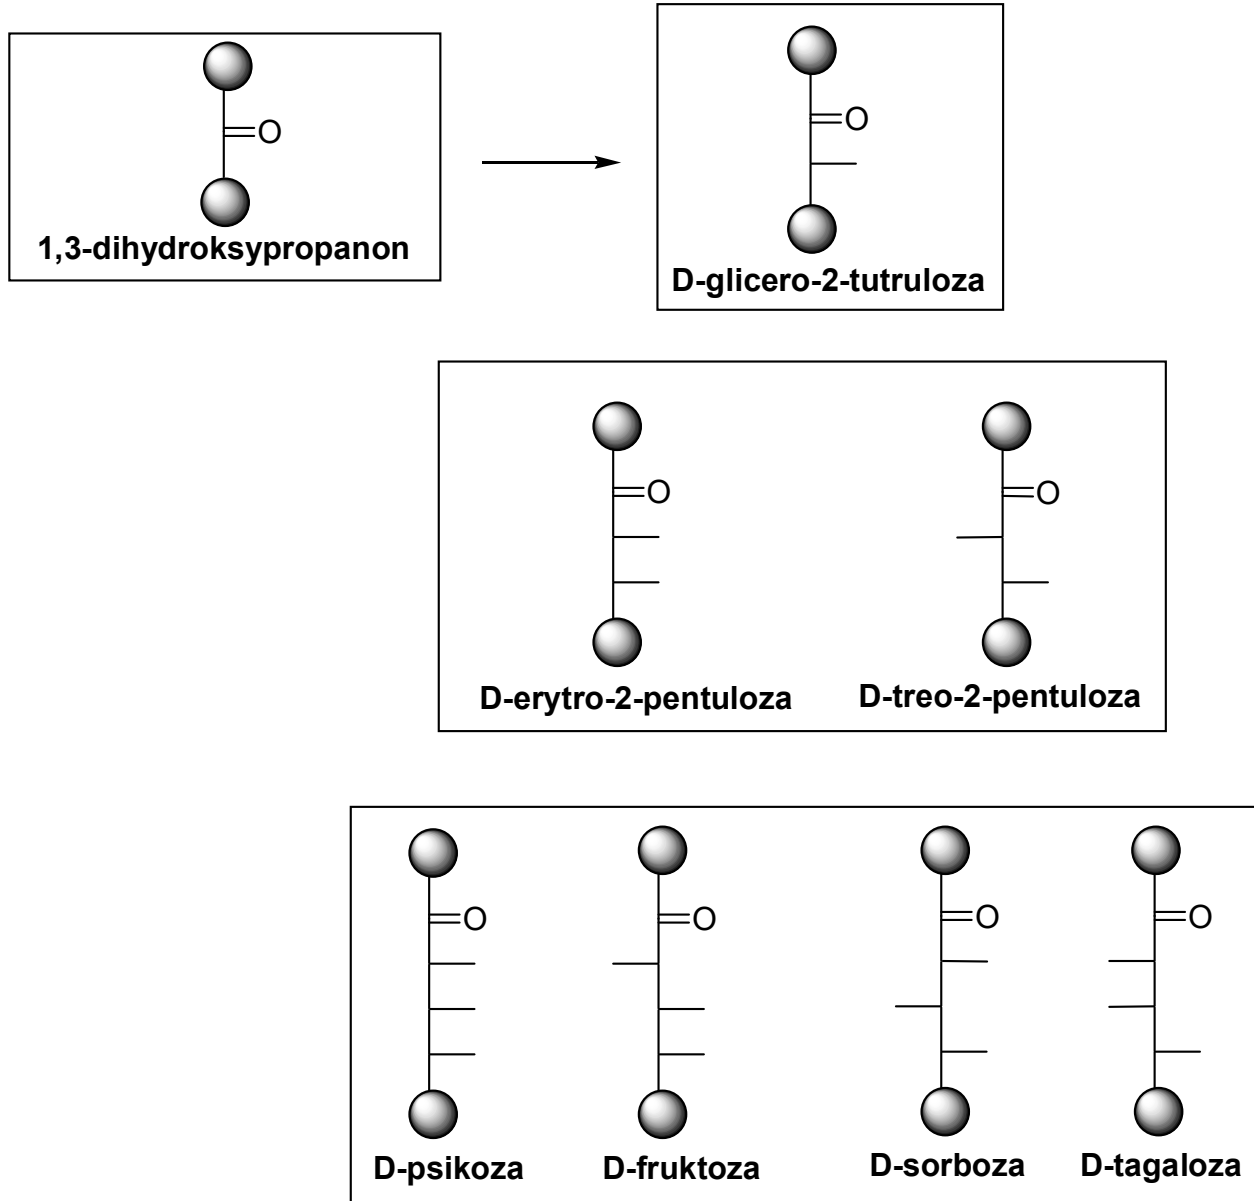 O
1,3-dihydroksypropanon
O
D-glicero-2-tutruloza
O
O
D-erytro-2-pentuloza
D-treo-2-pentuloza
O
O
O
O
D-psikoza
D-fruktoza
D-sorboza
D-tagaloza